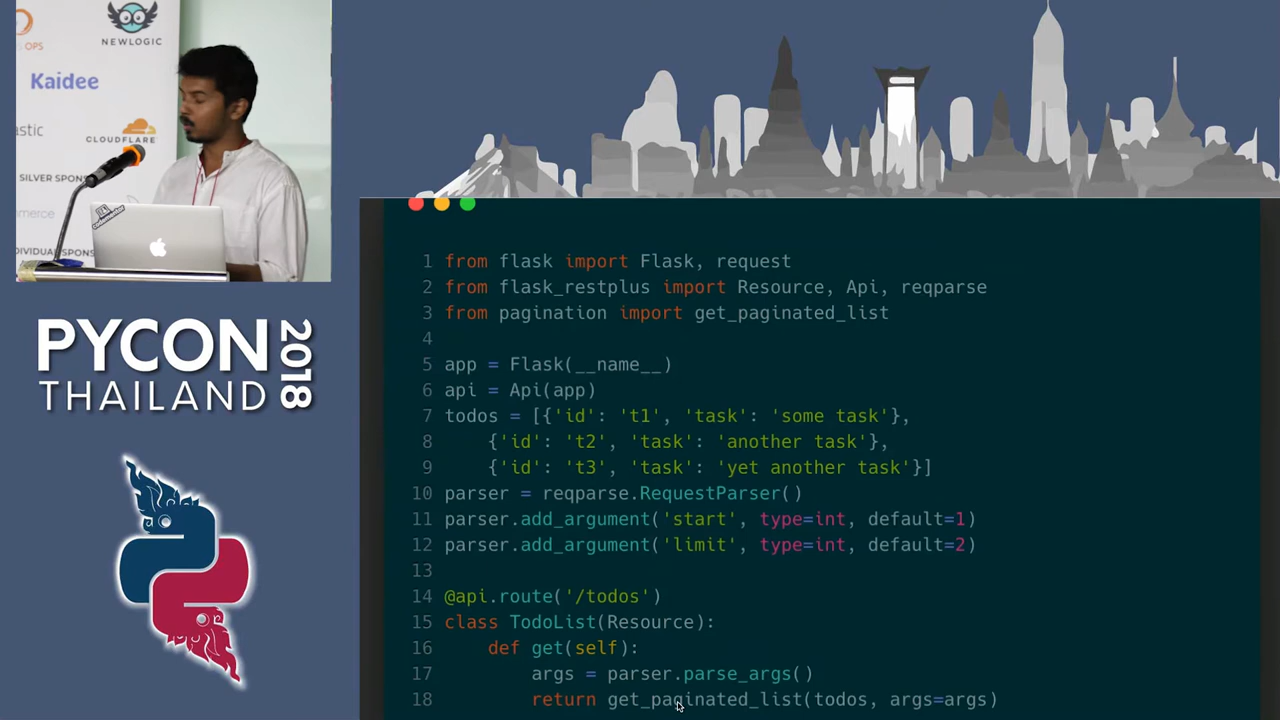 OPS
NEWLOGIC
Kaidee
astic
CLOUDFLARE
SILVER SPONS
mmerce
DIVIDUAL SPONS
PYCON
THAILAND
2018
1 from flask import Flask, request
2 from flask_restplus import Resource, Api, reqparse
3 from pagination import get_paginated_list
4
5 app = Flask(__name__)
6 api = Api(app)
7 todos = [{'id': 't1', 'task': 'some task'},
8 {'id': 't2', 'task': 'another task'},
9 {'id': 't3', 'task': 'yet another task'}]
10 parser = reqparse.RequestParser()
11 parser.add_argument('start', type=int, default=1)
12 parser.add_argument('limit', type=int, default=2)
13
14 @api.route('/todos')
15 class TodoList(Resource):
16 def get(self):
17 args = parser.parse_args()
18 return get_paginated_list(todos, args=args)